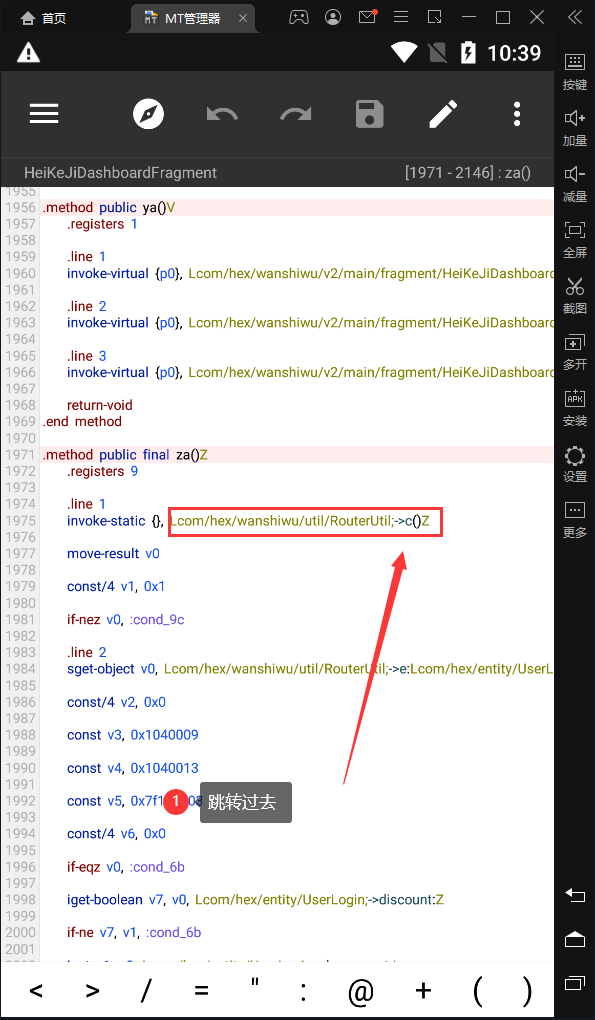 首页
MT管理器
10:39
HeiKeJiDashboardFragment
[1971 - 2146] : za()
1955
1956 .method public ya()V
1957 .registers 1
1958
1959 .line 1
1960 invoke-virtual {p0}, Lcom/hex/wanshiwu/v2/main/fragment/HeiKeJiDashboard
1961
1962 .line 2
1963 invoke-virtual {p0}, Lcom/hex/wanshiwu/v2/main/fragment/HeiKeJiDashboard
1964
1965 .line 3
1966 invoke-virtual {p0}, Lcom/hex/wanshiwu/v2/main/fragment/HeiKeJiDashboard
1967
1968 return-void
1969 .end method
1970
1971 .method public final za()Z
1972 .registers 9
1973
1974 .line 1
1975 invoke-static {}, Lcom/hex/wanshiwu/util/RouterUtil;->c()Z
1976
1977 move-result v0
1978
1979 const/4 v1, 0x1
1980
1981 if-nez v0, :cond_9c
1982
1983 .line 2
1984 sget-object v0, Lcom/hex/wanshiwu/util/RouterUtil;->e:Lcom/hex/entity/UserL
1985
1986 const/4 v2, 0x0
1987
1988 const v3, 0x1040009
1989
1990 const v4, 0x1040013
1991
1992 const v5, 0x7f1
1 跳转过去
1993
1994 const/4 v6, 0x0
1995
1996 if-eqz v0, :cond_6b
1997
1998 iget-boolean v7, v0, Lcom/hex/entity/UserLogin;->discount:Z
1999
2000 if-ne v7, v1, :cond_6b
2001
< > / = " : @ + ( )
按键
加量
减量
全屏
截图
多开
APK
安装
设置
更多